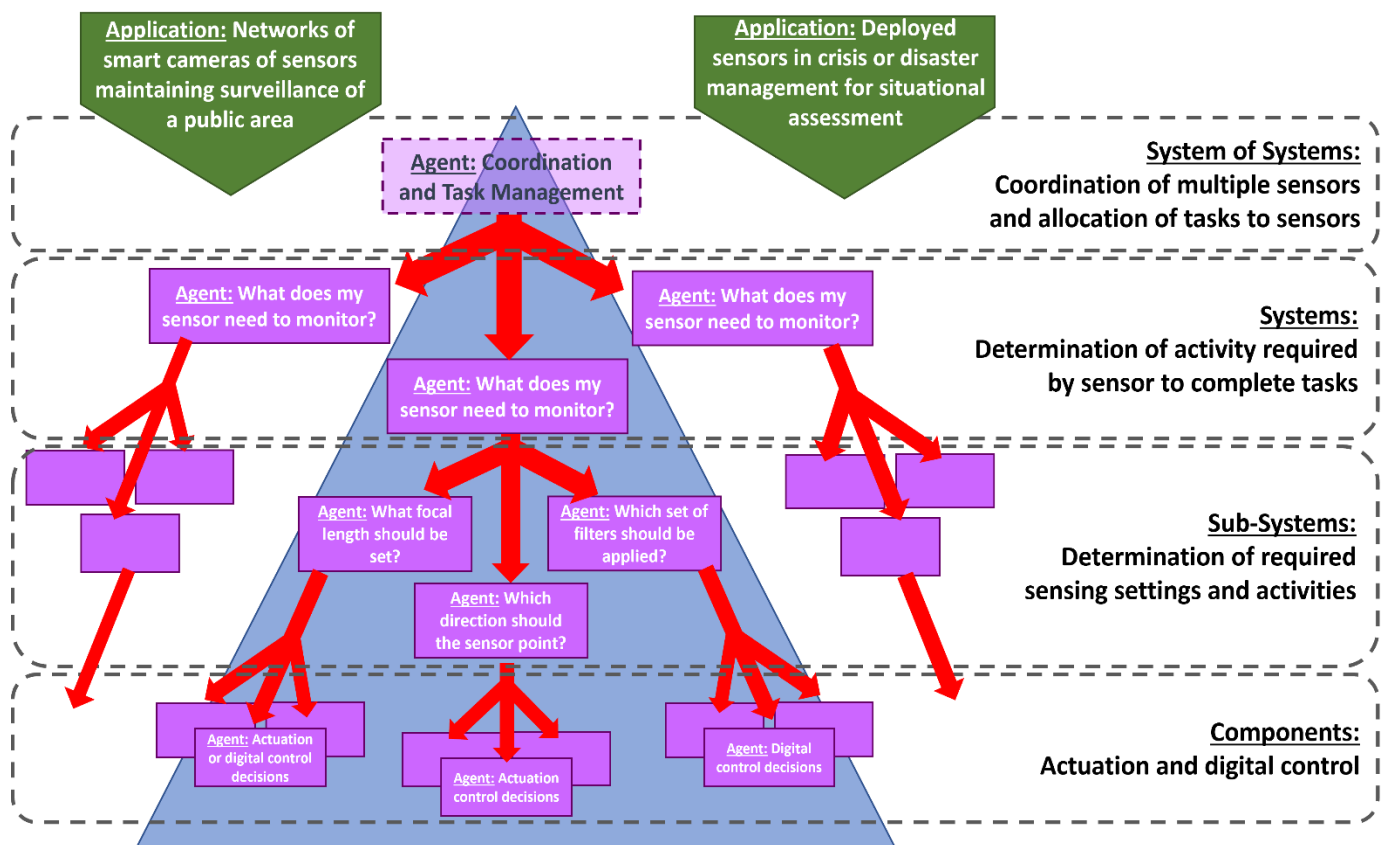 Application: Networks of
smart cameras of sensors
maintaining surveillance of
a public area
Application: Deployed
sensors in crisis or disaster
management for situational
assessment
Agent: Coordination
and Task Management
System of Systems:
Coordination of multiple sensors
and allocation of tasks to sensors
Agent: What does my
sensor need to monitor?
Agent: What does my
sensor need to monitor?
Agent: What does my
sensor need to monitor?
Systems:
Determination of activity required
by sensor to complete tasks
Agent: What focal
length should be
set?
Agent: Which set of
filters should be
applied?
Agent: Which
direction should
the sensor point?
Sub-Systems:
Determination of required
sensing settings and activities
Agent: Actuation
or digital control
decisions
Agent: Actuation
control decisions
Agent: Digital
control decisions
Components:
Actuation and digital control